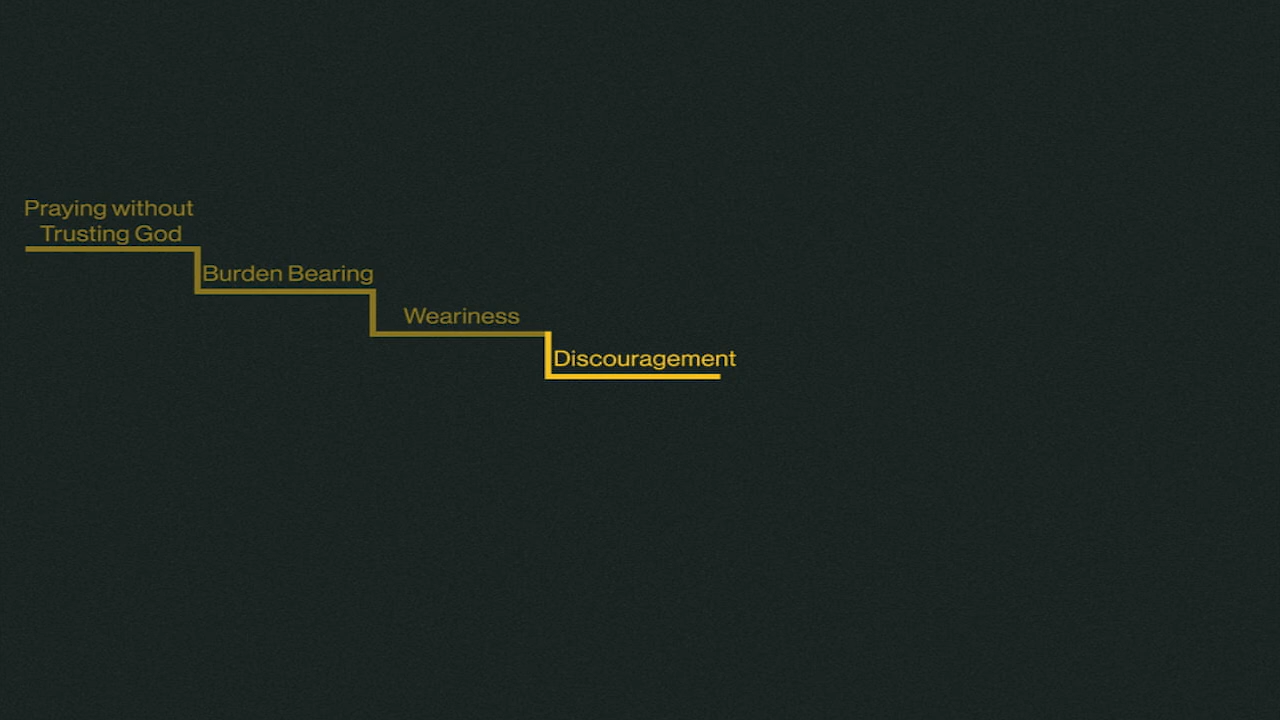 Praying without
Trusting God
Burden Bearing
Weariness
Discouragement